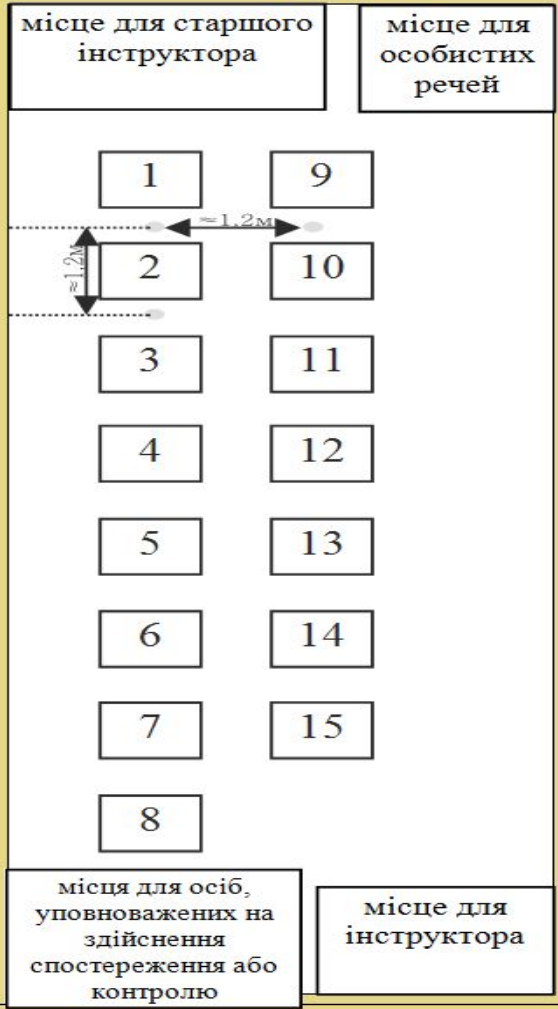 місце для старшого
інструктора
місце для
особистих
речей
1
9
≈1.2м
≈1.2м
2
10
3
11
4
12
5
13
6
14
7
15
8
місця для осіб,
уповноважених на
здійснення
спостереження або
контролю
місце для
інструктора